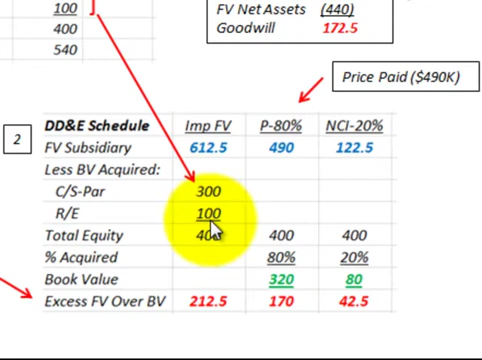 100
400
540
FV Net Assets (440)
Goodwill 172.5
Price Paid ($490K)
2
DD&E Schedule Imp FV P-80% NCI-20%
FV Subsidiary 612.5 490 122.5
Less BV Acquired:
C/S-Par 300
R/E 100
Total Equity 400 400 400
% Acquired 80% 20%
Book Value 320 80
Excess FV Over BV 212.5 170 42.5